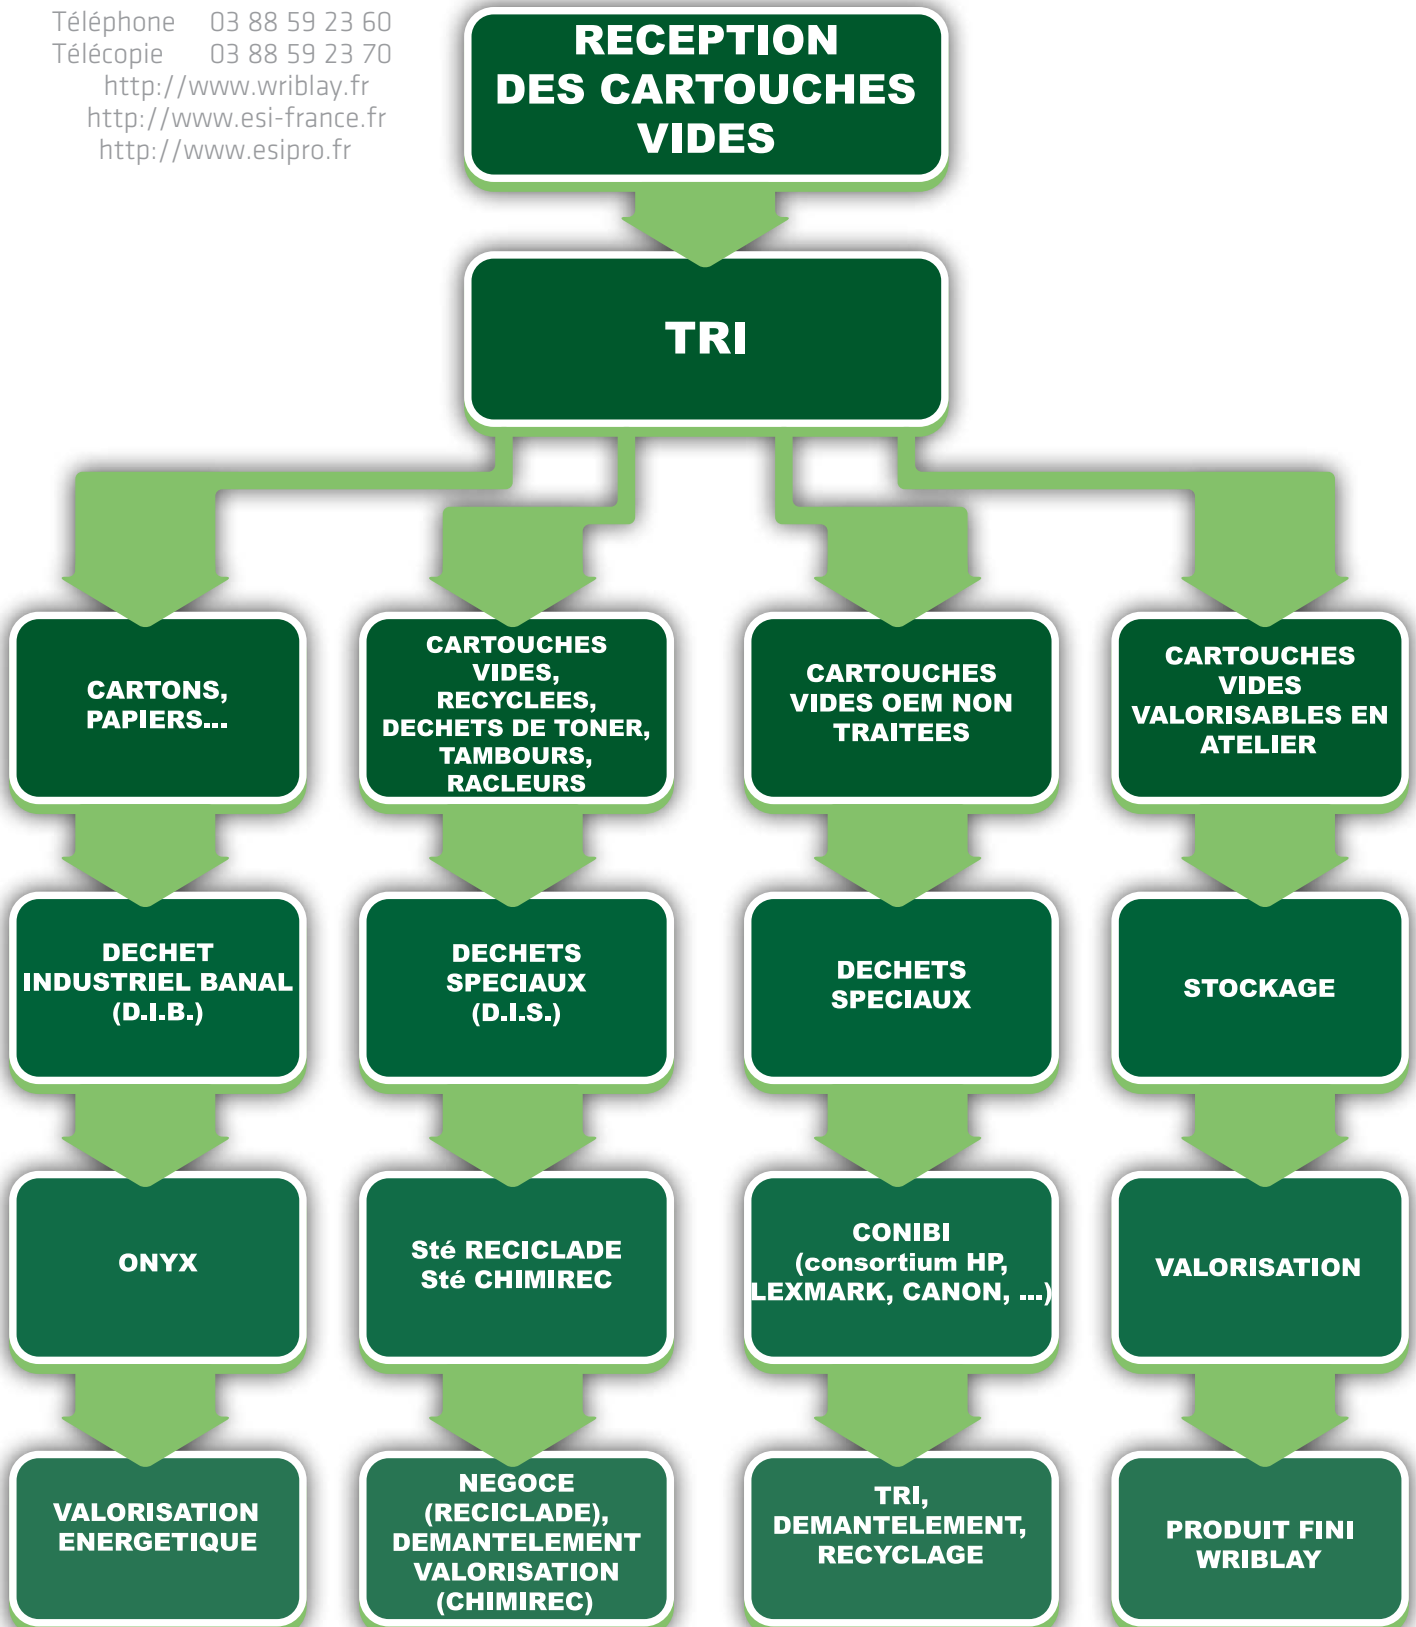 Téléphone 03 88 59 23 60
Télécopie 03 88 59 23 70
http://www.wriblay.fr
http://www.esi-france.fr
http://www.esipro.fr
RECEPTION
DES CARTOUCHES
VIDES
TRI
CARTONS,
PAPIERS...
CARTOUCHES
VIDES,
RECYCLEES,
DECHETS DE TONER,
TAMBOURS,
RACLEURS
CARTOUCHES
VIDES OEM NON
TRAITEES
CARTOUCHES
VIDES
VALORISABLES EN
ATELIER
DECHET
INDUSTRIEL BANAL
(D.I.B.)
DECHETS
SPECIAUX
(D.I.S.)
DECHETS
SPECIAUX
STOCKAGE
ONYX
Sté RECICLADE
Sté CHIMIREC
CONIBI
(consortium HP,
LEXMARK, CANON, ...)
VALORISATION
VALORISATION
ENERGETIQUE
NEGOCE
(RECICLADE),
DEMANTELEMENT
VALORISATION
(CHIMIREC)
TRI,
DEMANTELEMENT,
RECYCLAGE
PRODUIT FINI
WRIBLAY